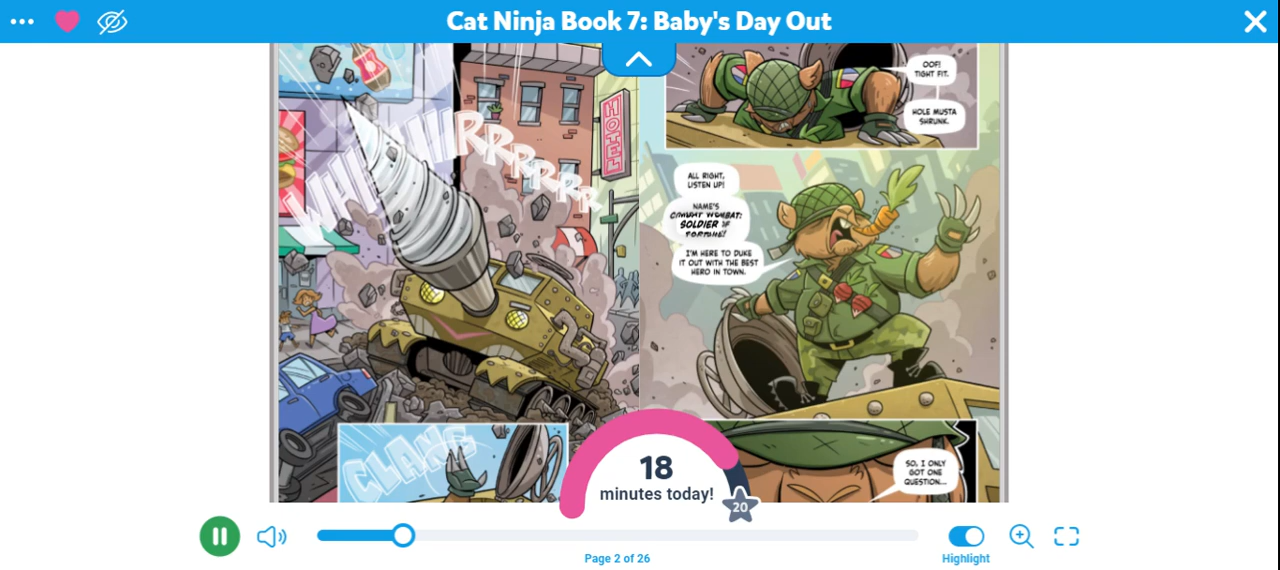 Cat Ninja Book 7: Baby's Day Out
WHIIIRRRRRRRR
HOTEL
CLANG
OOF!
TIGHT FIT.
HOLE MUSTA
SHRUNK.
ALL RIGHT,
LISTEN UP!
NAME'S
COMBAT WOMBAT:
SOLDIER OF
FORTUNE!
I'M HERE TO DUKE
IT OUT WITH THE BEST
HERO IN TOWN.
SO, I ONLY
GOT ONE
QUESTION...
18
minutes today!
20
Page 2 of 26
Highlight